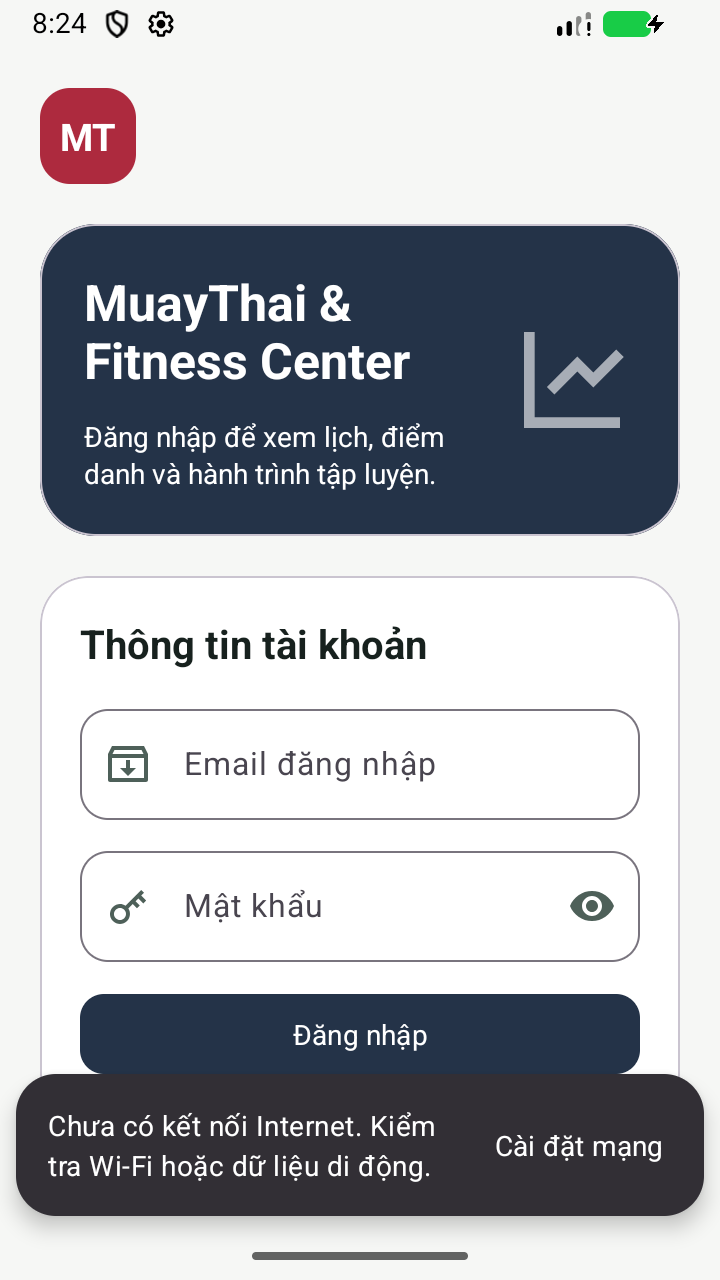 8:24
MT
MuayThai &
Fitness Center
Đăng nhập để xem lịch, điểm
danh và hành trình tập luyện.
Thông tin tài khoản
Email đăng nhập
Mật khẩu
Đăng nhập
Chưa có kết nối Internet. Kiểm
tra Wi-Fi hoặc dữ liệu di động.
Cài đặt mạng